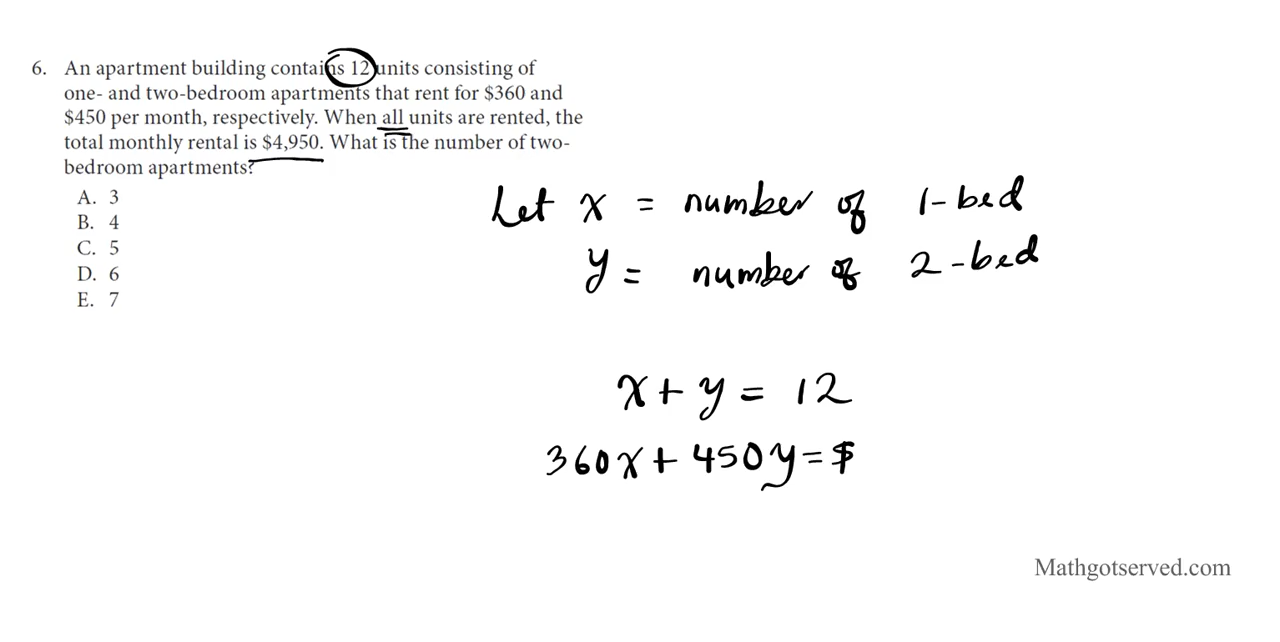 6. An apartment building contains 12 units consisting of
one- and two-bedroom apartments that rent for $360 and
$450 per month, respectively. When all units are rented, the
total monthly rental is $4,950. What is the number of two-
bedroom apartments?
A. 3
B. 4
C. 5
D. 6
E. 7
Let x = number of 1-bed
y = number of 2-bed
x + y = 12
360x + 450y = $
Mathgotserved.com